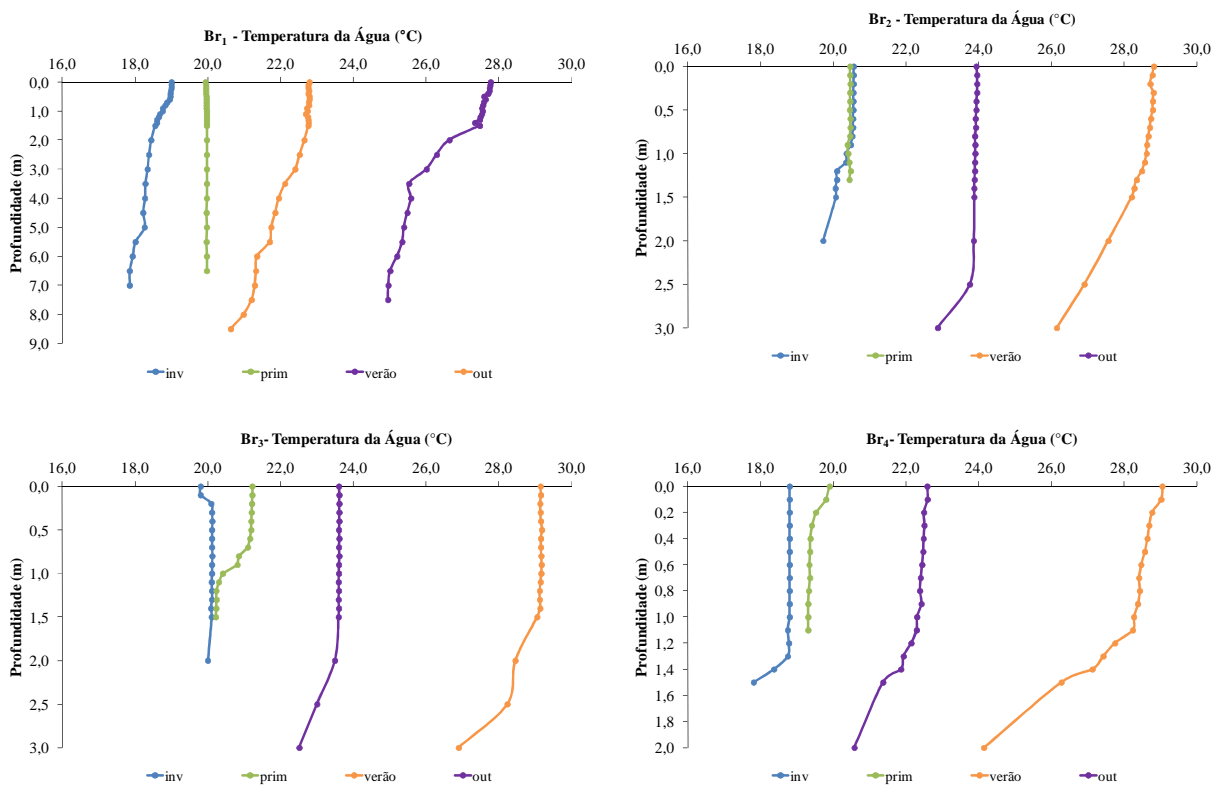 Br1 - Temperatura da Água (°C)
16,0 18,0 20,0 22,0 24,0 26,0 28,0 30,0
0,0
1,0
2,0
3,0
4,0
5,0
6,0
7,0
8,0
9,0
Profundidade (m)
inv prim verão out
Br2 - Temperatura da Água (°C)
16,0 18,0 20,0 22,0 24,0 26,0 28,0 30,0
0,0
0,5
1,0
1,5
2,0
2,5
3,0
Profundidade (m)
inv prim verão out
Br3- Temperatura da Água (°C)
16,0 18,0 20,0 22,0 24,0 26,0 28,0 30,0
0,0
0,5
1,0
1,5
2,0
2,5
3,0
Profundidade (m)
inv prim verão out
Br4- Temperatura da Água (°C)
16,0 18,0 20,0 22,0 24,0 26,0 28,0 30,0
0,0
0,2
0,4
0,6
0,8
1,0
1,2
1,4
1,6
1,8
2,0
Profundidade (m)
inv prim verão out